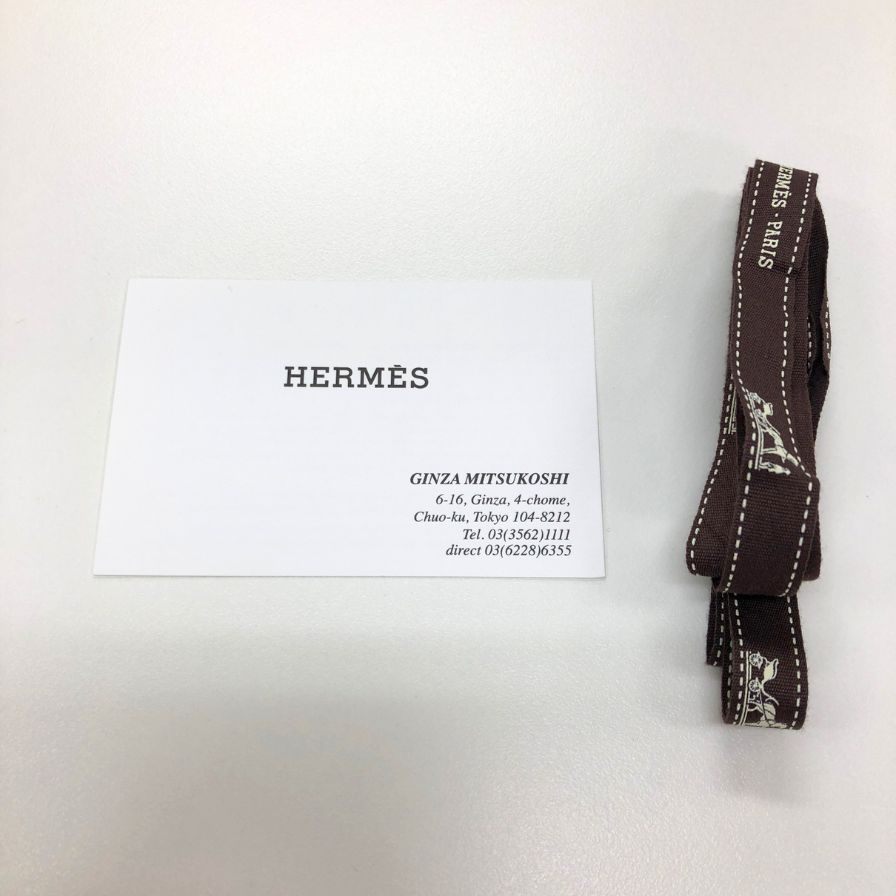 HERMÈS
GINZA MITSUKOSHI
6-16, Ginza, 4-chome,
Chuo-ku, Tokyo 104-8212
Tel. 03(3562)1111
direct 03(6228)6355
HERMÈS - PARIS